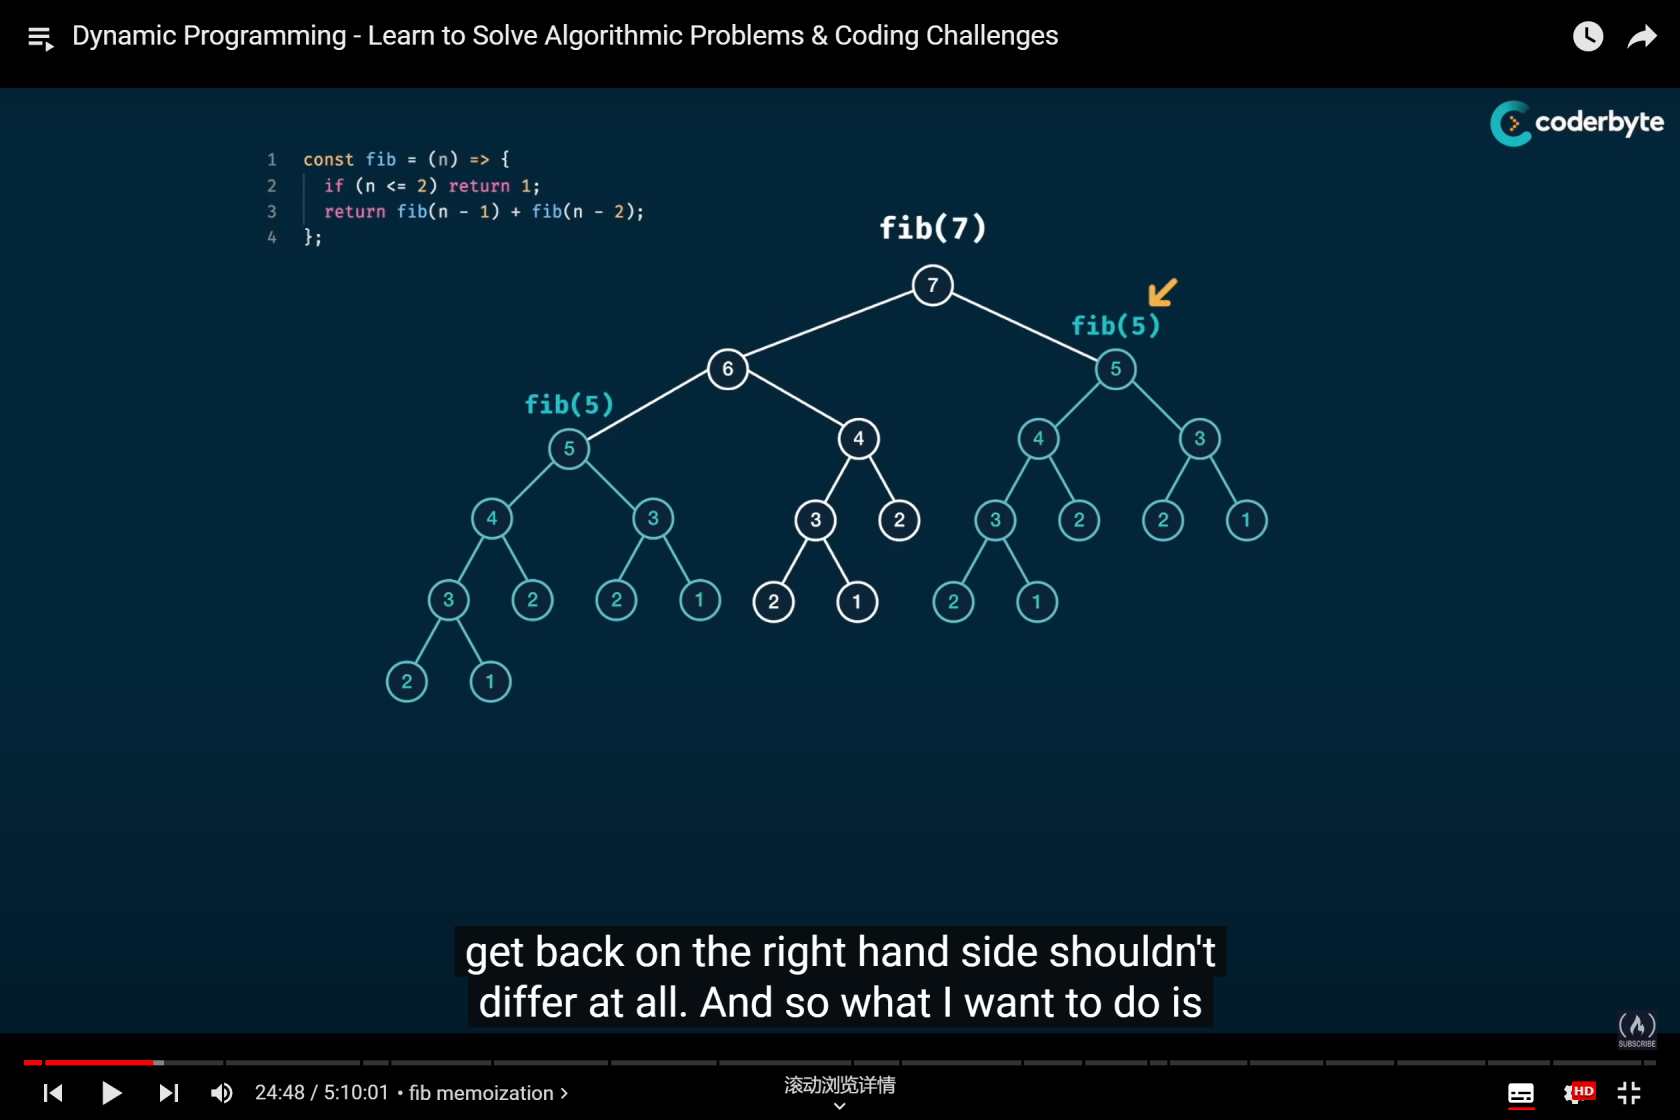 Dynamic Programming - Learn to Solve Algorithmic Problems & Coding Challenges
coderbyte
1 const fib = (n) => {
2 if (n <= 2) return 1;
3 return fib(n - 1) + fib(n - 2);
4 };
fib(7)
7
fib(5)
6 5
fib(5)
5 4 4 3
4 3 3 2 3 2 2 1
3 2 2 1 2 1 2 1
2 1
get back on the right hand side shouldn't
differ at all. And so what I want to do is
SUBSCRIBE
24:48 / 5:10:01 • fib memoization ›
滚动浏览详情
HD